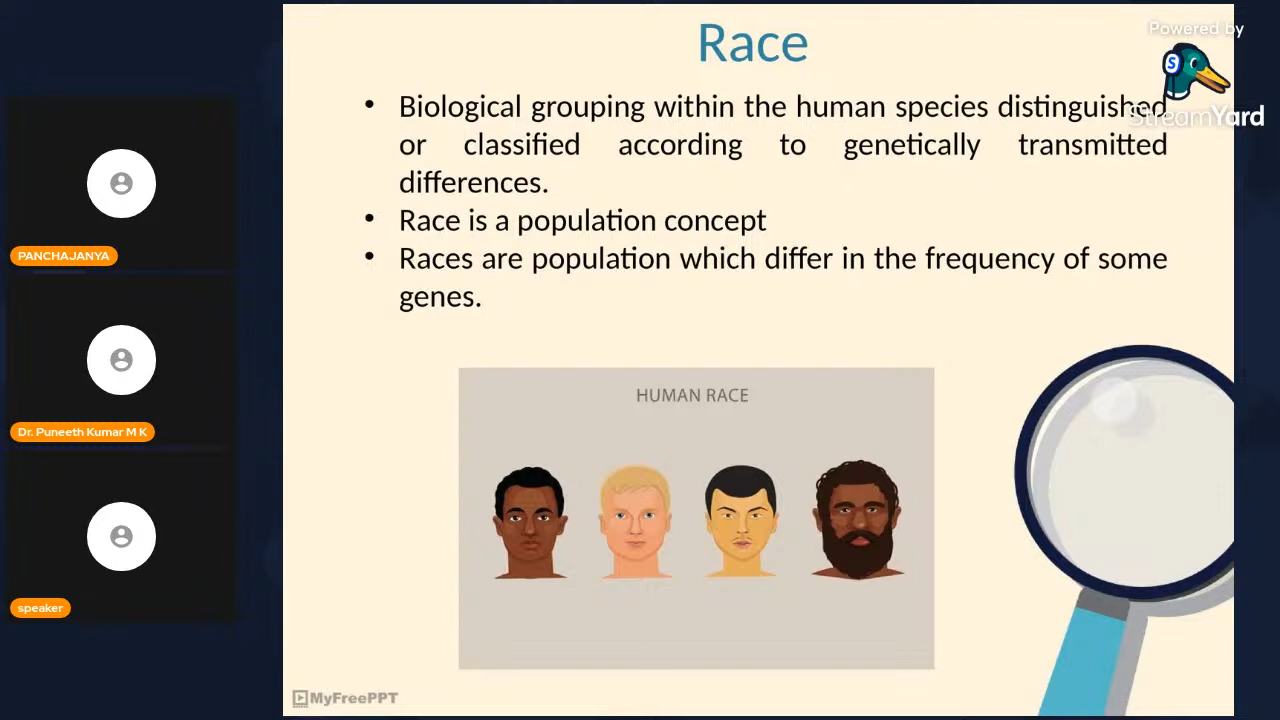 Race
Powered by
StreamYard
Biological grouping within the human species distinguished
or classified according to genetically transmitted
differences.
Race is a population concept
Races are population which differ in the frequency of some
genes.
HUMAN RACE
PANCHAJANYA
Dr. Puneeth Kumar M K
speaker
MyFreePPT